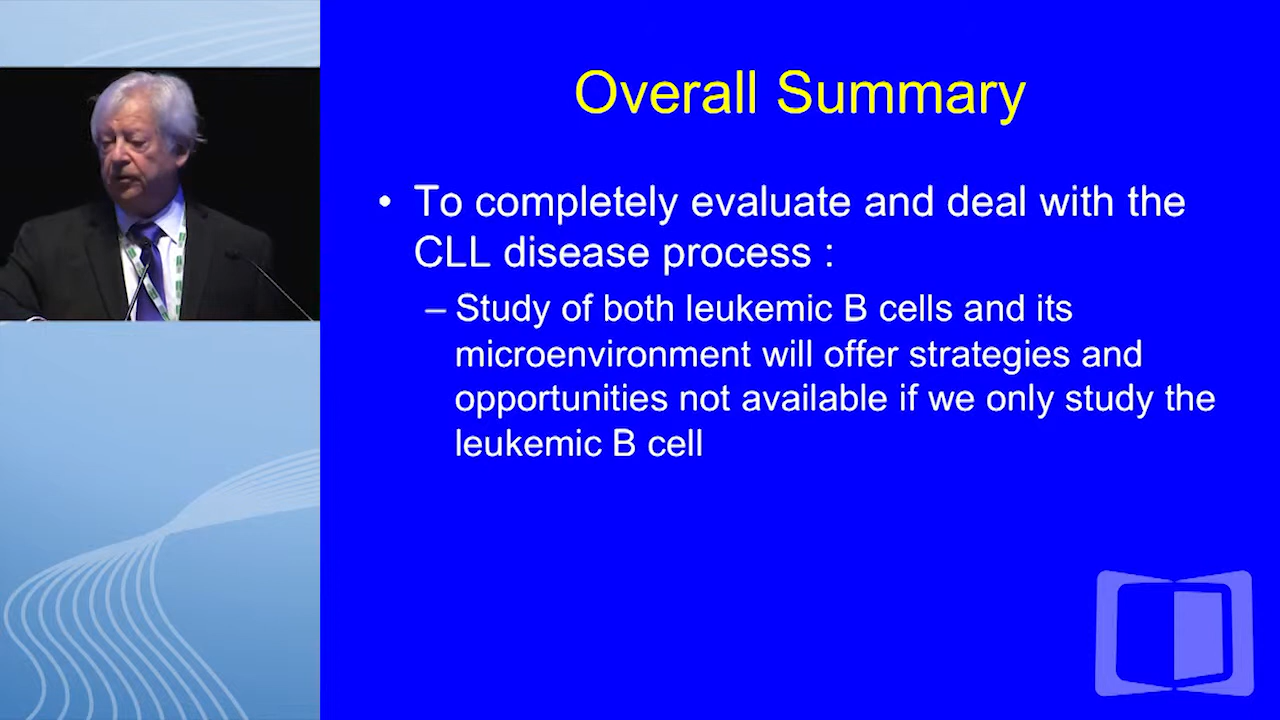 Overall Summary
• To completely evaluate and deal with the
CLL disease process :
– Study of both leukemic B cells and its
microenvironment will offer strategies and
opportunities not available if we only study the
leukemic B cell